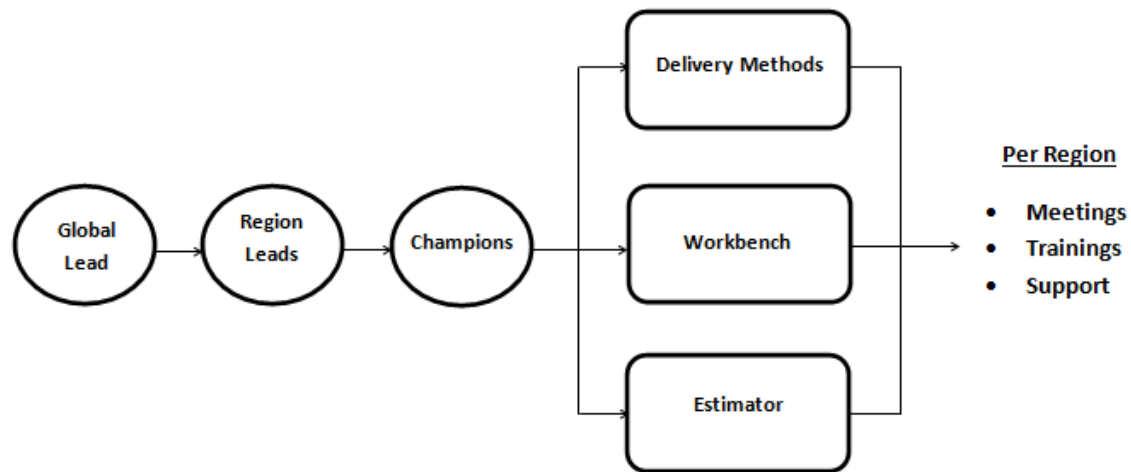 Global
Lead
Region
Leads
Champions
Delivery Methods
Workbench
Estimator
Per Region
• Meetings
• Trainings
• Support